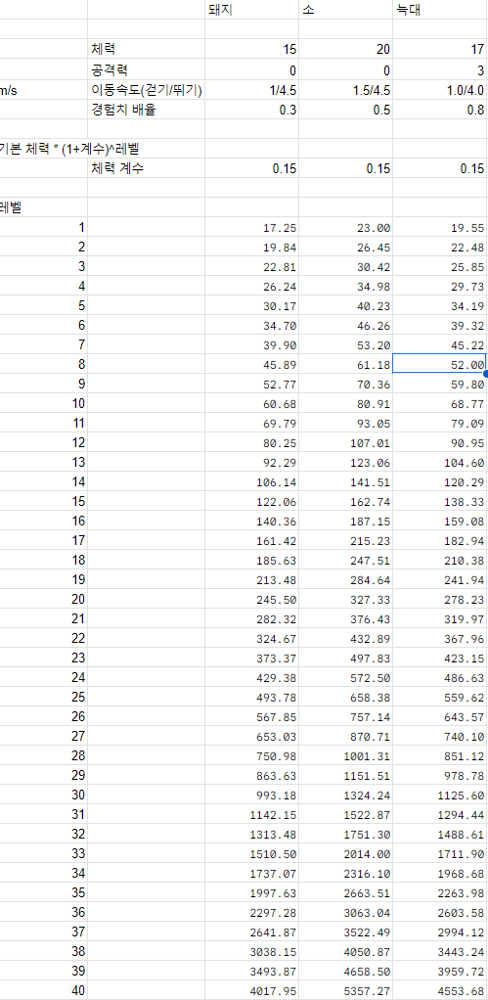 돼지 소 늑대
체력 15 20 17
공격력 0 0 3
m/s 이동속도(걷기/뛰기) 1/4.5 1.5/4.5 1.0/4.0
경험치 배율 0.3 0.5 0.8
기본 체력 * (1+계수)^레벨
체력 계수 0.15 0.15 0.15
레벨
1 17.25 23.00 19.55
2 19.84 26.45 22.48
3 22.81 30.42 25.85
4 26.24 34.98 29.73
5 30.17 40.23 34.19
6 34.70 46.26 39.32
7 39.90 53.20 45.22
8 45.89 61.18 52.00
9 52.77 70.36 59.80
10 60.68 80.91 68.77
11 69.79 93.05 79.09
12 80.25 107.01 90.95
13 92.29 123.06 104.60
14 106.14 141.51 120.29
15 122.06 162.74 138.33
16 140.36 187.15 159.08
17 161.42 215.23 182.94
18 185.63 247.51 210.38
19 213.48 284.64 241.94
20 245.50 327.33 278.23
21 282.32 376.43 319.97
22 324.67 432.89 367.96
23 373.37 497.83 423.15
24 429.38 572.50 486.63
25 493.78 658.38 559.62
26 567.85 757.14 643.57
27 653.03 870.71 740.10
28 750.98 1001.31 851.12
29 863.63 1151.51 978.78
30 993.18 1324.24 1125.60
31 1142.15 1522.87 1294.44
32 1313.48 1751.30 1488.61
33 1510.50 2014.00 1711.90
34 1737.07 2316.10 1968.68
35 1997.63 2663.51 2263.98
36 2297.28 3063.04 2603.58
37 2641.87 3522.49 2994.12
38 3038.15 4050.87 3443.24
39 3493.87 4658.50 3959.72
40 4017.95 5357.27 4553.68